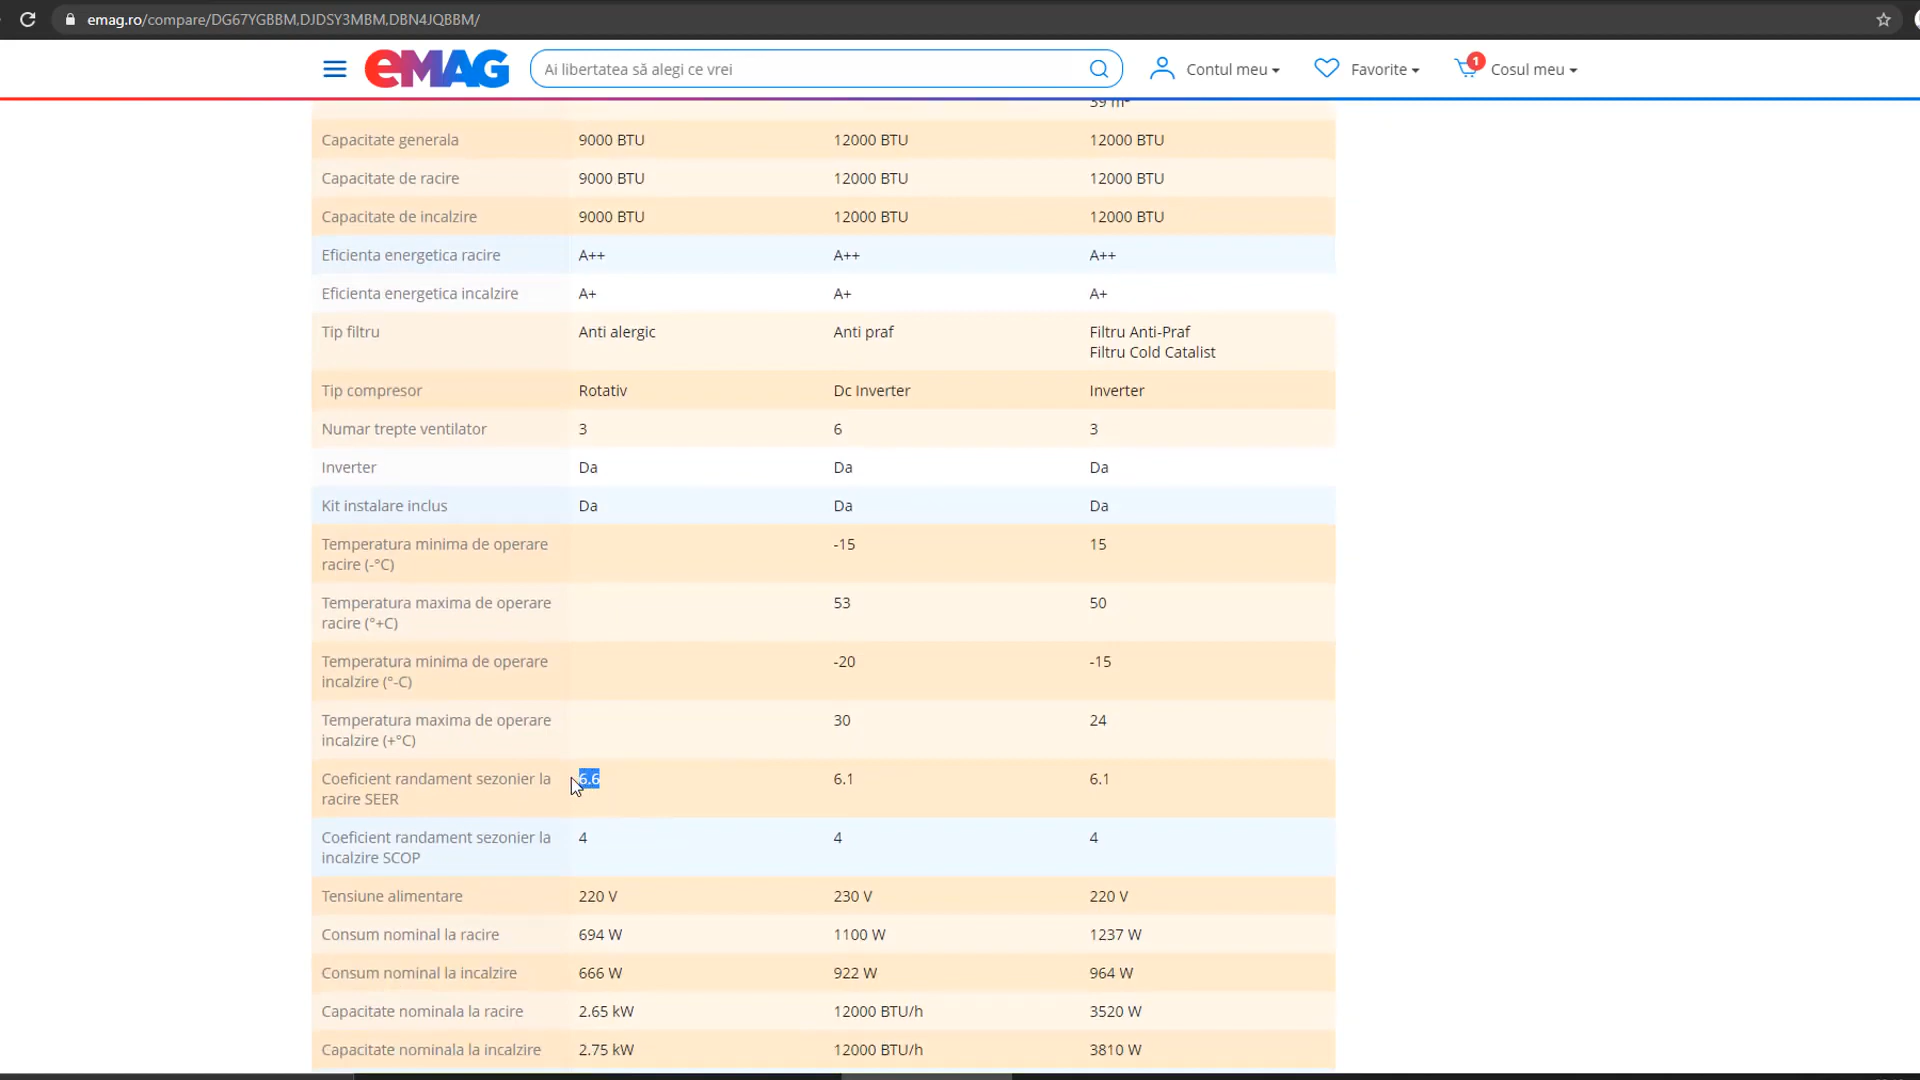 emag.ro/compare/DG67YGBBM,DJDSY3MBM,DBN4JQBBM/
eMAG
Ai libertatea să alegi ce vrei
Contul meu
Favorite
1
Cosul meu
39 m²
Capacitate generala 9000 BTU 12000 BTU 12000 BTU
Capacitate de racire 9000 BTU 12000 BTU 12000 BTU
Capacitate de incalzire 9000 BTU 12000 BTU 12000 BTU
Eficienta energetica racire A++ A++ A++
Eficienta energetica incalzire A+ A+ A+
Tip filtru Anti alergic Anti praf Filtru Anti-Praf
Filtru Cold Catalist
Tip compresor Rotativ Dc Inverter Inverter
Numar trepte ventilator 3 6 3
Inverter Da Da Da
Kit instalare inclus Da Da Da
Temperatura minima de operare -15 15
racire (-°C)
Temperatura maxima de operare 53 50
racire (°+C)
Temperatura minima de operare -20 -15
incalzire (°-C)
Temperatura maxima de operare 30 24
incalzire (+°C)
Coeficient randament sezonier la 6.6 6.1 6.1
racire SEER
Coeficient randament sezonier la 4 4 4
incalzire SCOP
Tensiune alimentare 220 V 230 V 220 V
Consum nominal la racire 694 W 1100 W 1237 W
Consum nominal la incalzire 666 W 922 W 964 W
Capacitate nominala la racire 2.65 kW 12000 BTU/h 3520 W
Capacitate nominala la incalzire 2.75 kW 12000 BTU/h 3810 W